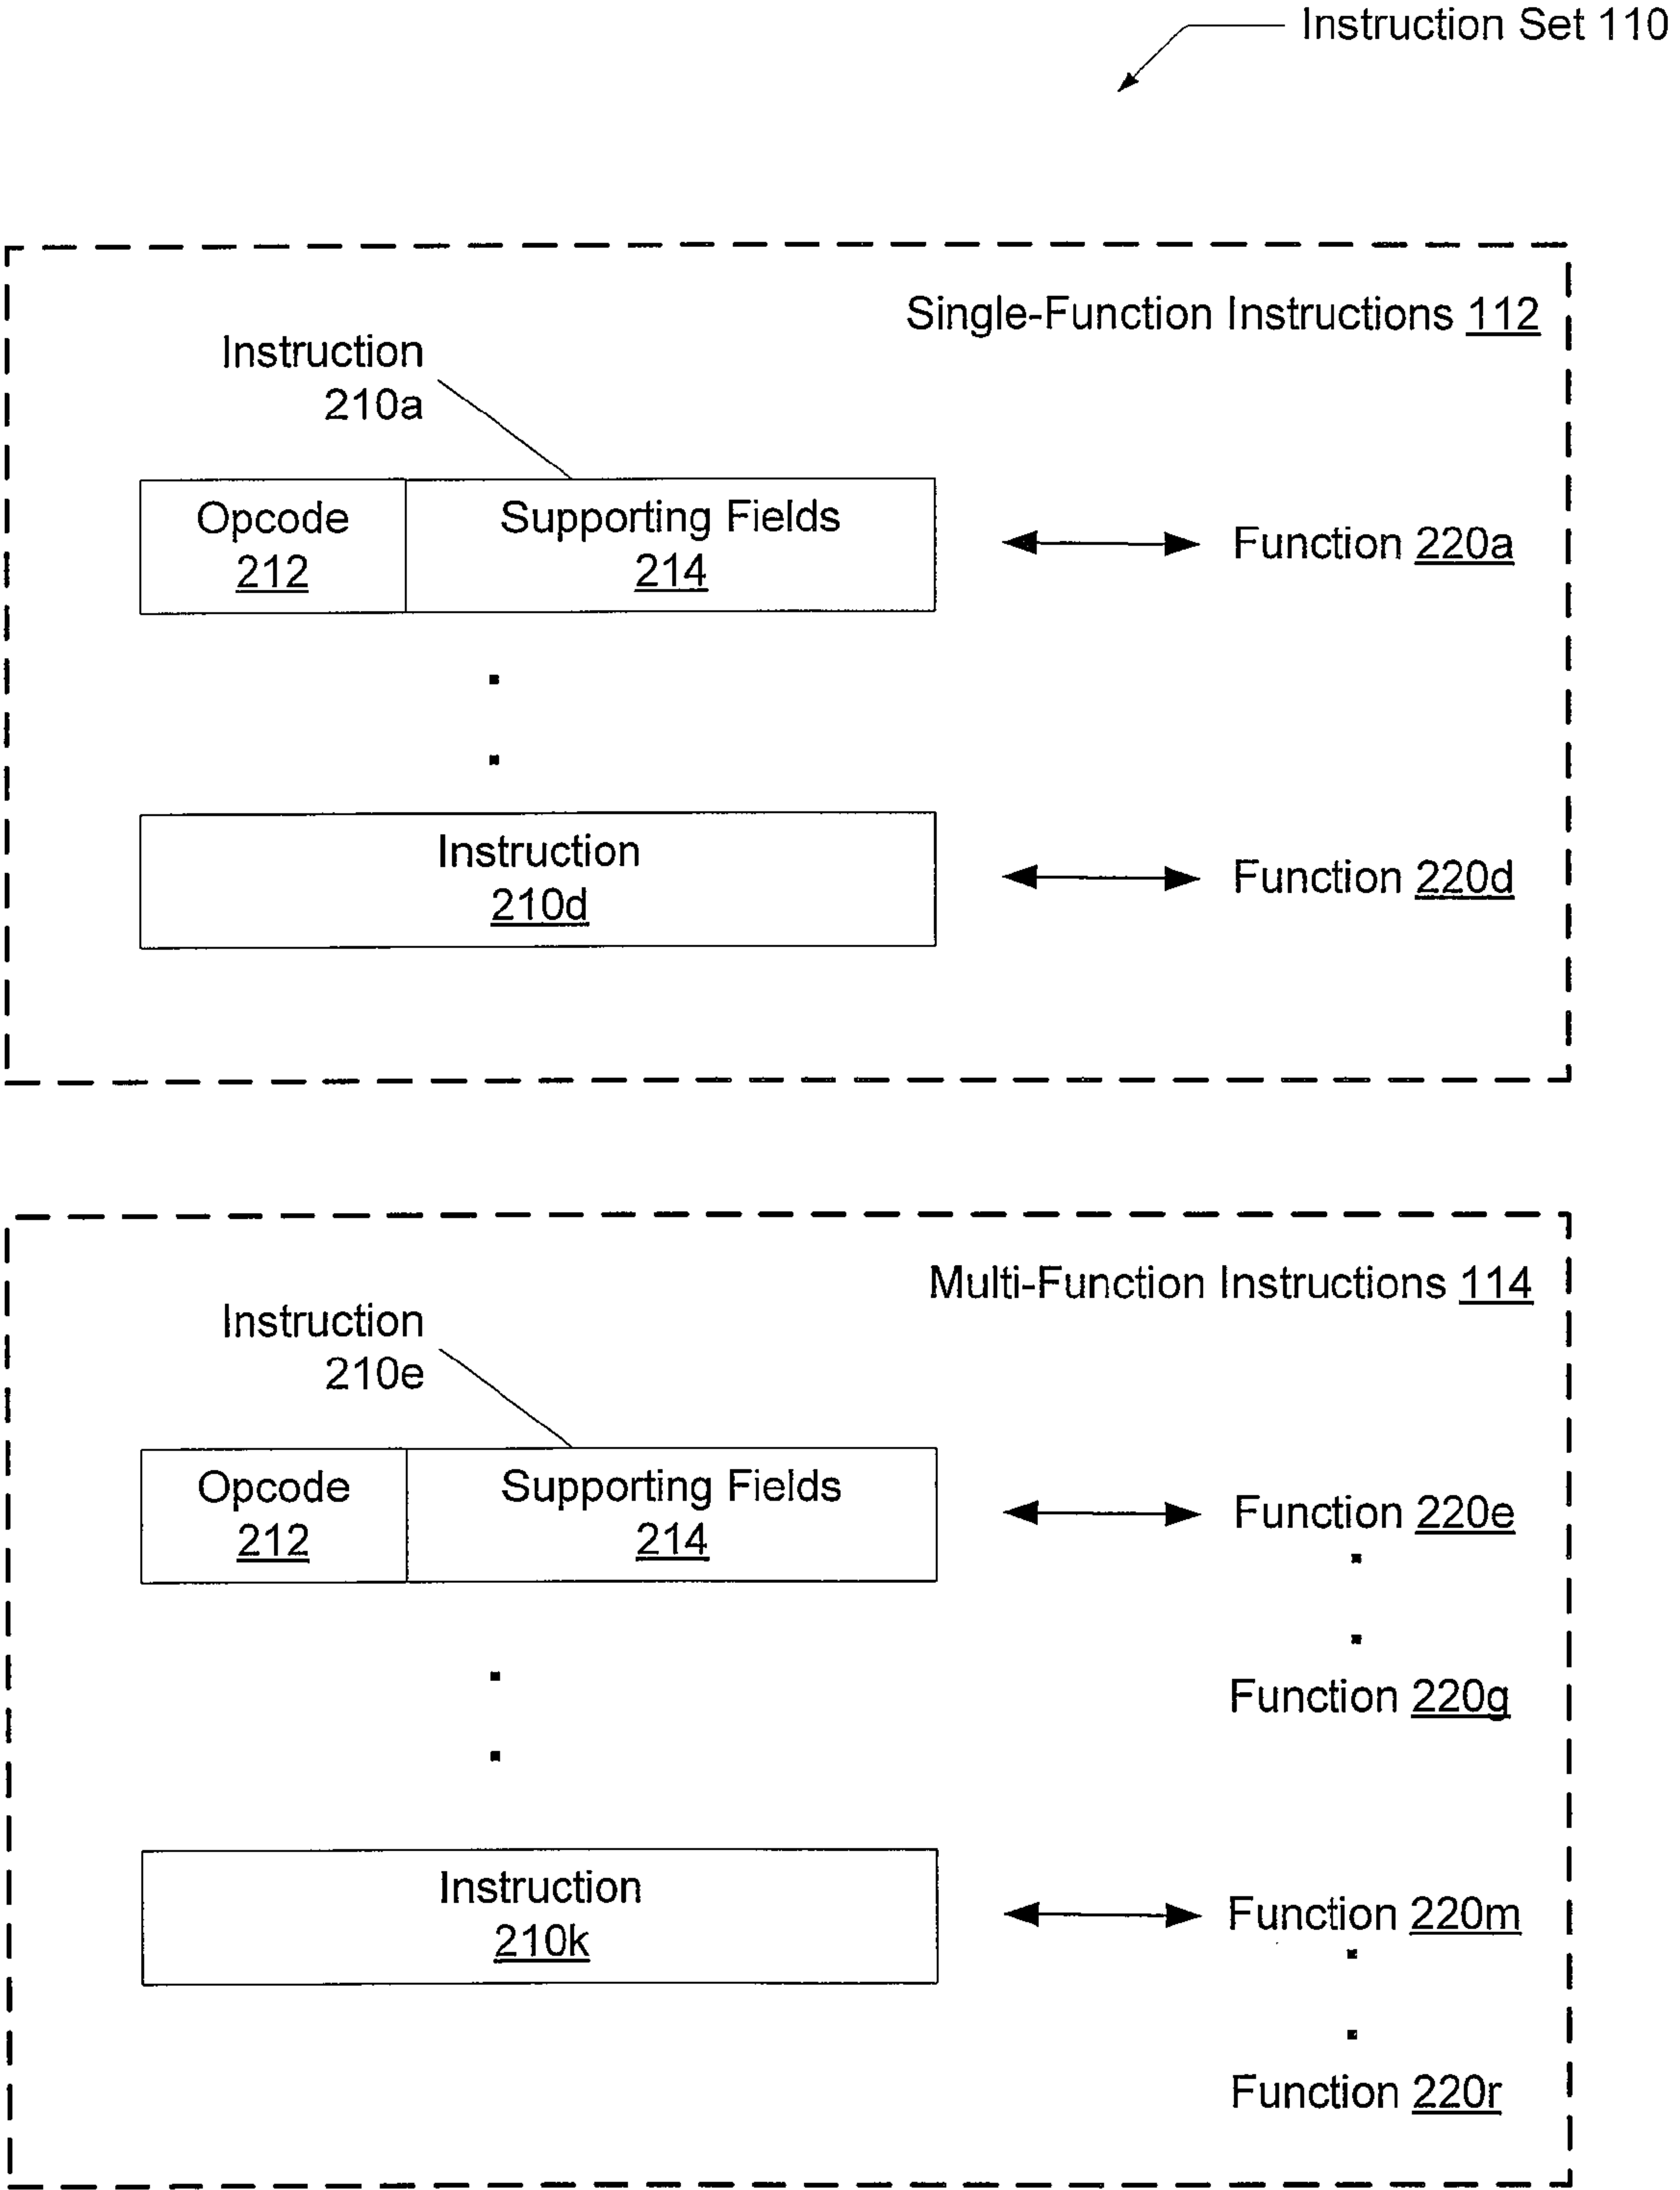 Instruction Set 110
Single-Function Instructions 112
Instruction
210a
Opcode
212
Supporting Fields
214
Function 220a
Instruction
210d
Function 220d
Multi-Function Instructions 114
Instruction
210e
Opcode
212
Supporting Fields
214
Function 220e
Function 220g
Instruction
210k
Function 220m
Function 220r